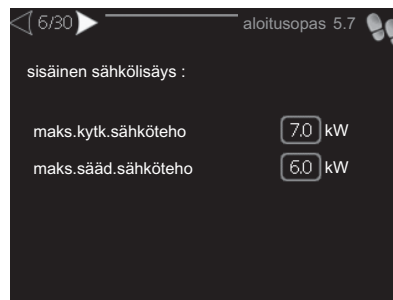 6/30 aloitusopas 5.7
sisäinen sähkölisäys :
maks.kytk.sähköteho 7.0 kW
maks.sääd.sähköteho 6.0 kW